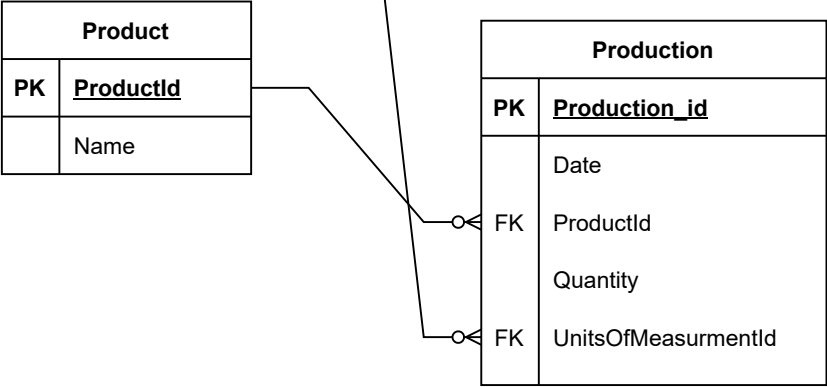 Product
PK ProductId
Name
Production
PK Production_id
Date
FK ProductId
Quantity
FK UnitsOfMeasurmentId